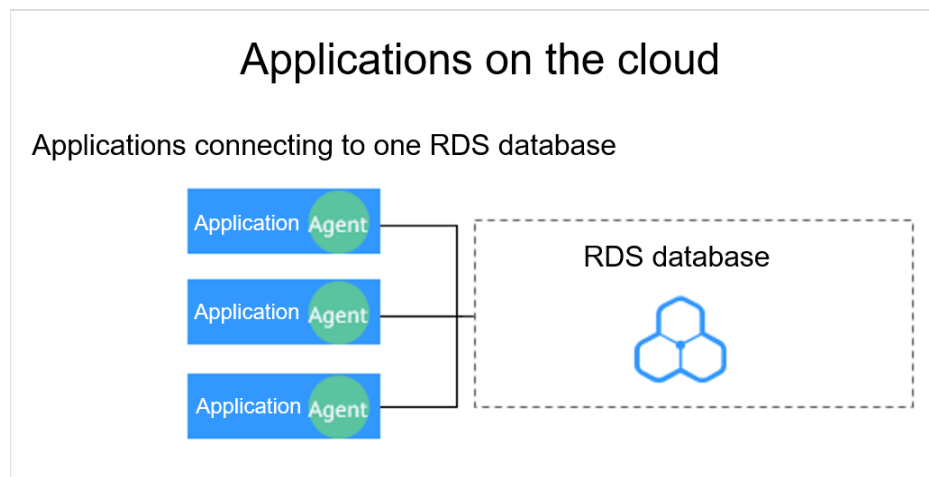 Applications on the cloud
Applications connecting to one RDS database
Application Agent
RDS database
Application Agent
Application Agent